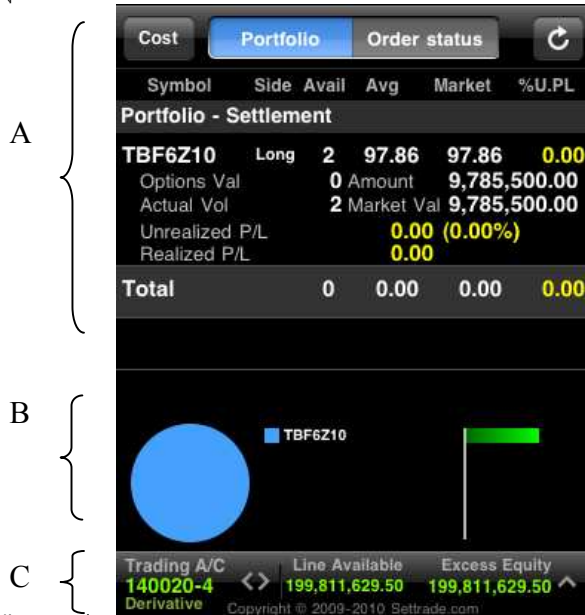 A
Cost Portfolio Order status
Symbol Side Avail Avg Market %U.PL
Portfolio - Settlement
TBF6Z10 Long 2 97.86 97.86 0.00
Options Val 0 Amount 9,785,500.00
Actual Vol 2 Market Val 9,785,500.00
Unrealized P/L 0.00 (0.00%)
Realized P/L 0.00
Total 0 0.00 0.00 0.00
B
TBF6Z10
C
Trading A/C Line Available Excess Equity
140020-4 <> 199,811,629.50 199,811,629.50
Derivative Copyright © 2009-2010 Settrade.com